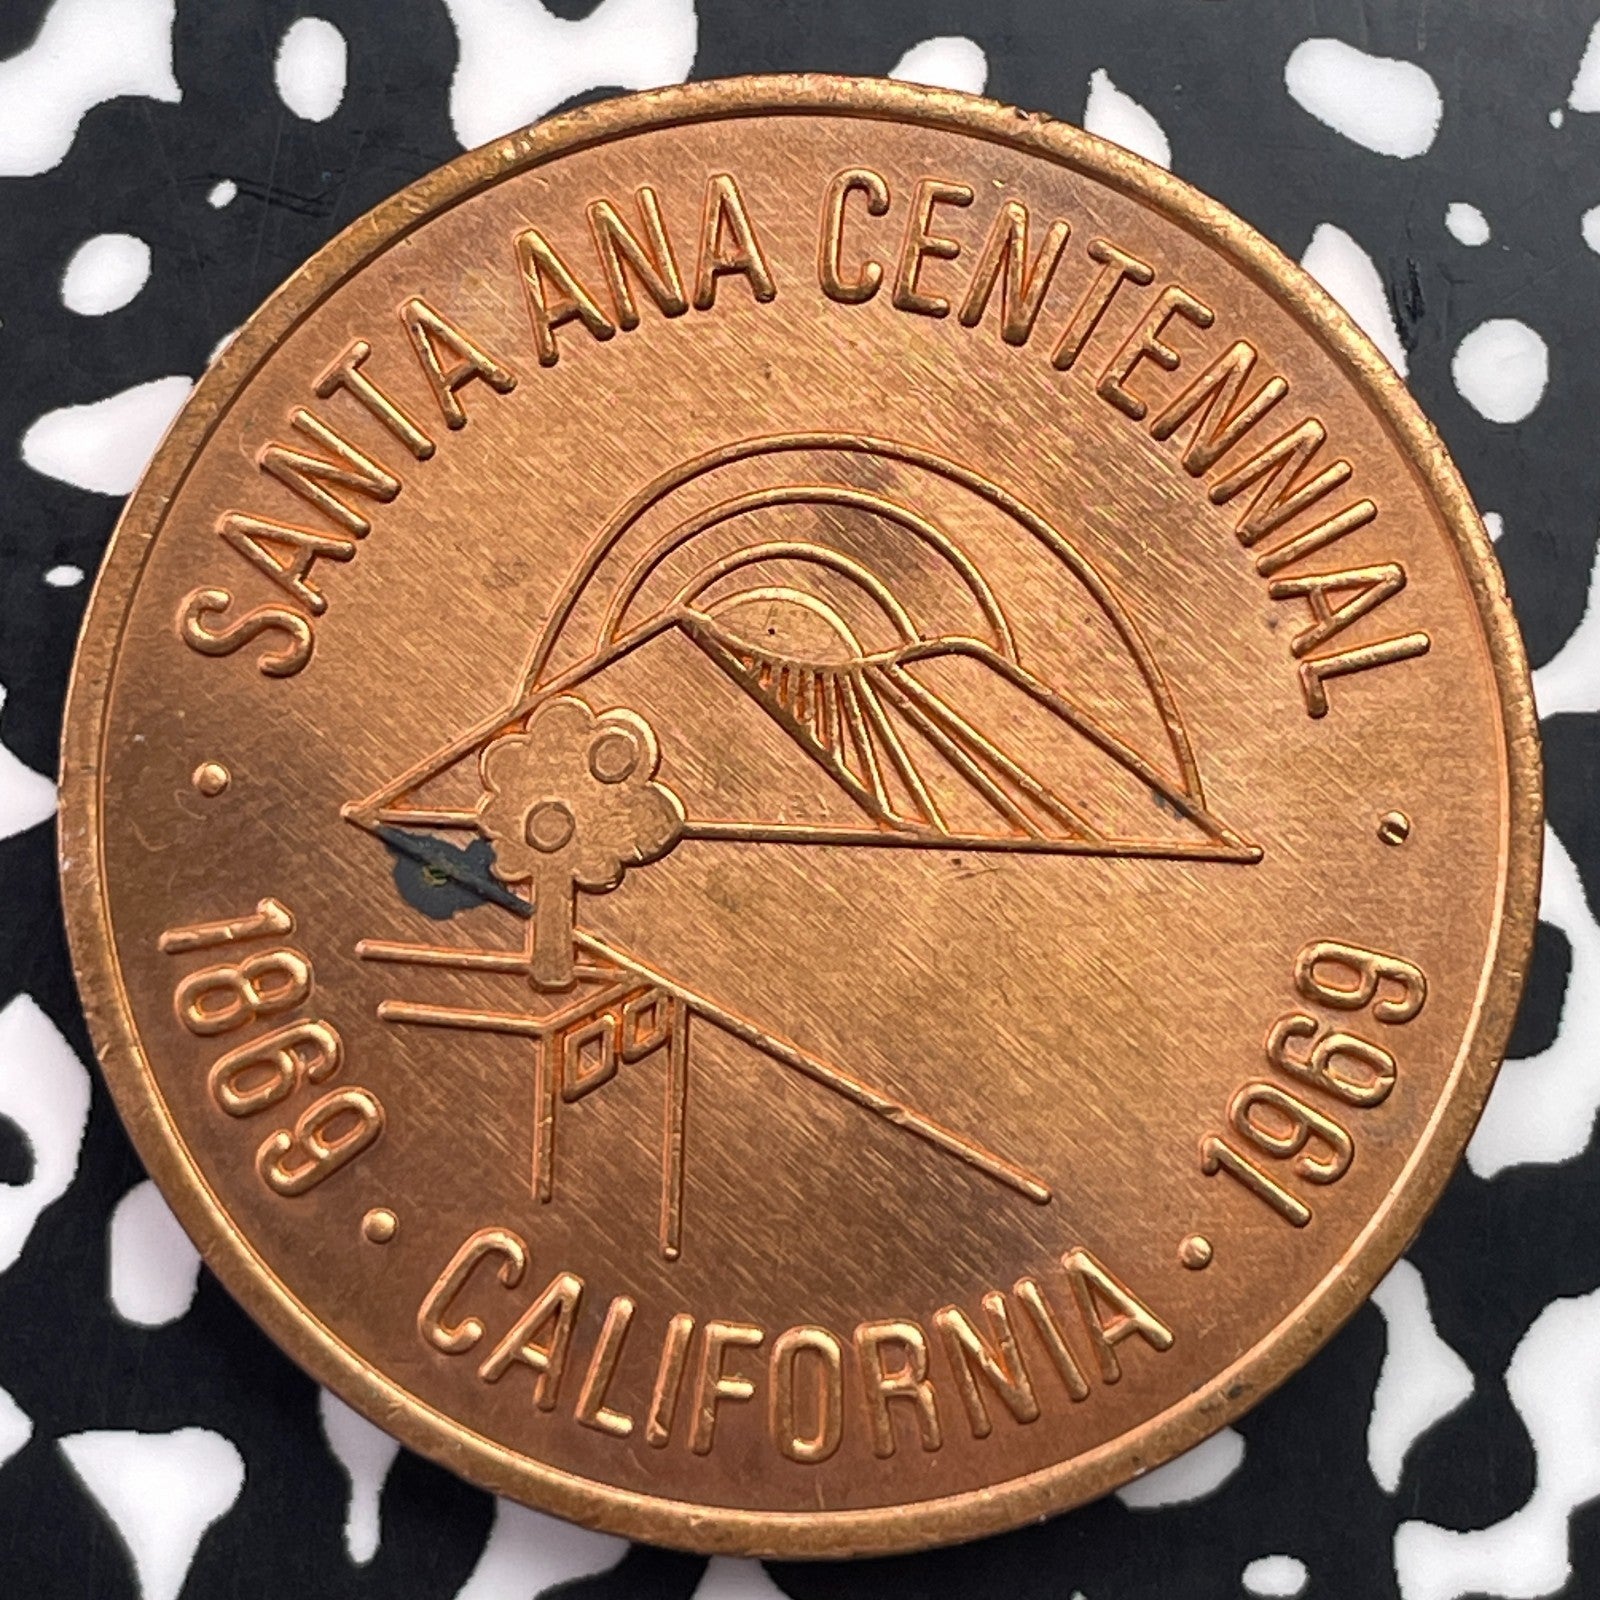 SANTA ANA CENTENNIAL
· 1869 · CALIFORNIA · 1969 ·